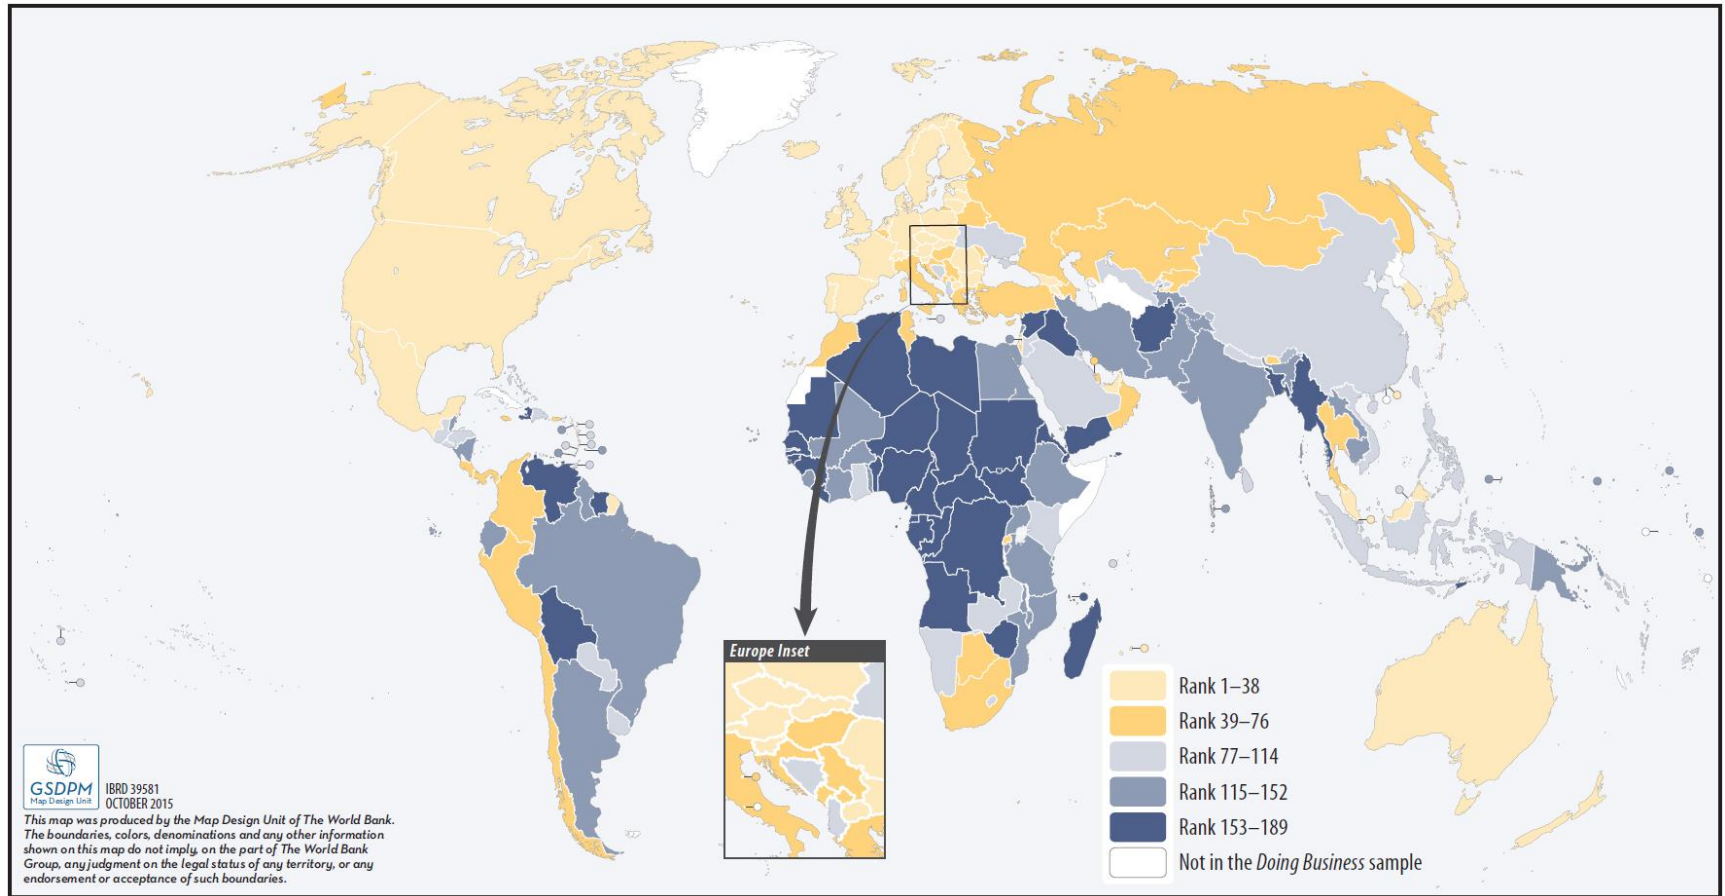 Europe Inset
Rank 1–38
Rank 39–76
Rank 77–114
Rank 115–152
Rank 153–189
Not in the Doing Business sample
GSDPM
Map Design Unit
IBRD 39581
OCTOBER 2015
This map was produced by the Map Design Unit of The World Bank.
The boundaries, colors, denominations and any other information
shown on this map do not imply, on the part of The World Bank
Group, any judgment on the legal status of any territory, or any
endorsement or acceptance of such boundaries.